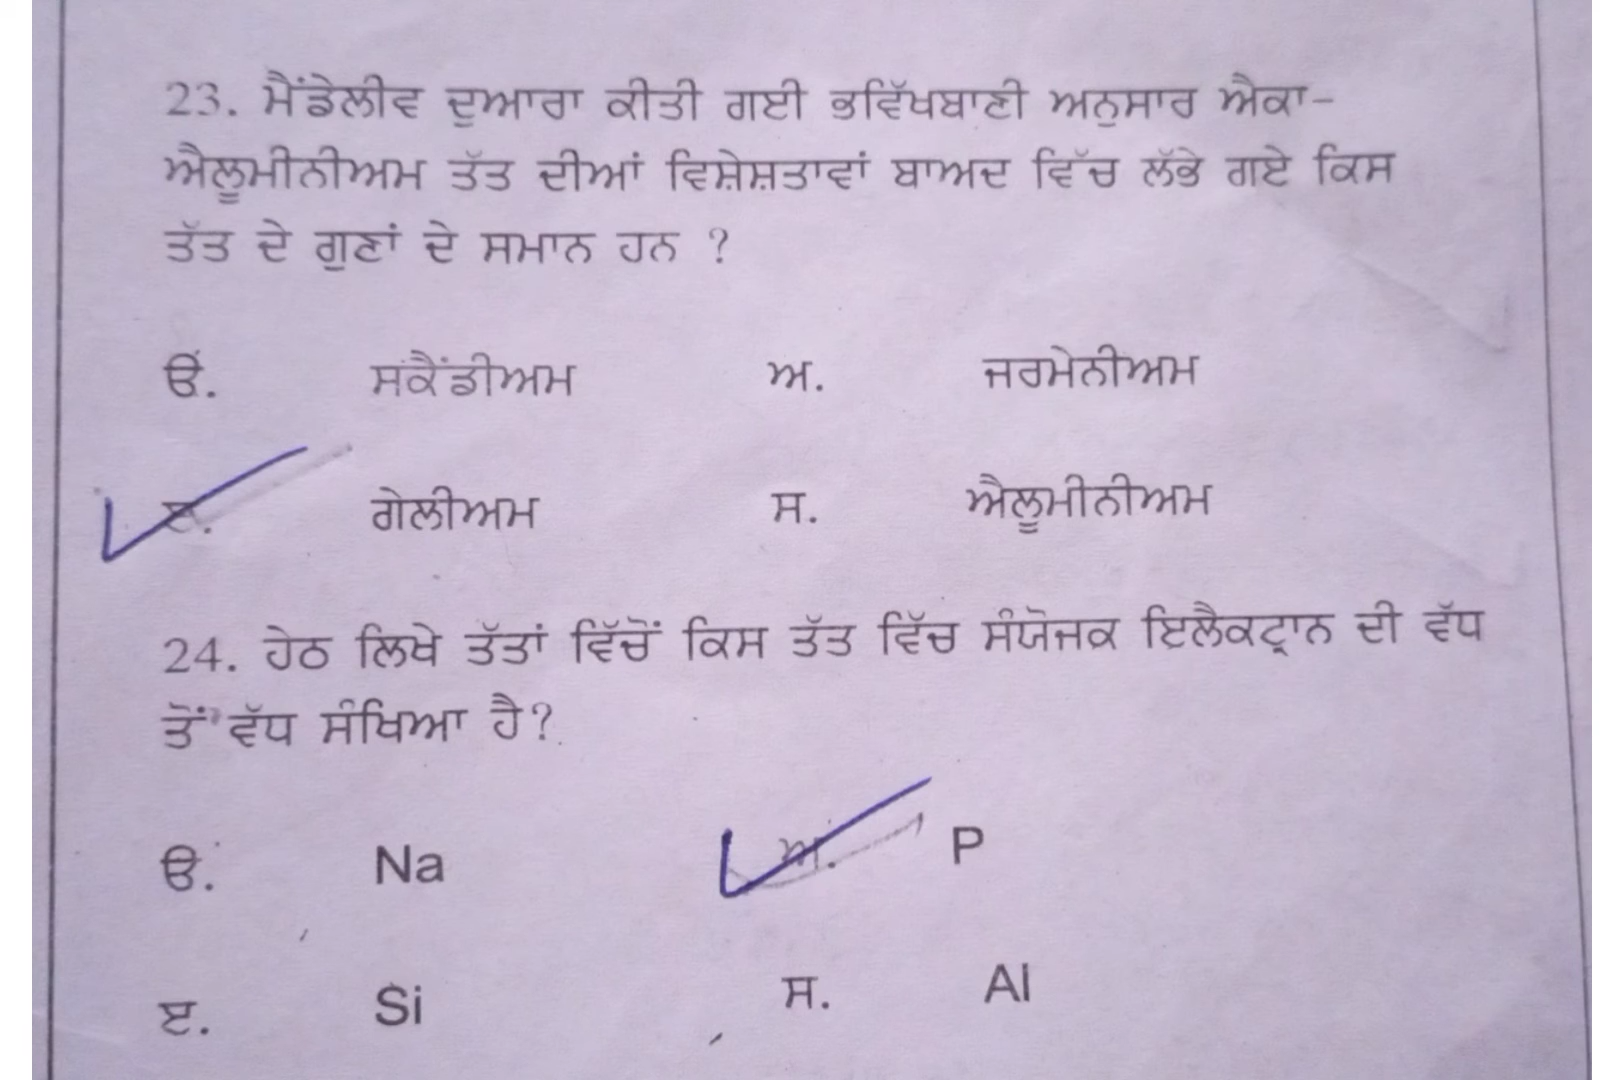 23. ਮੈਂਡੇਲੀਵ ਦੁਆਰਾ ਕੀਤੀ ਗਈ ਭਵਿੱਖਬਾਣੀ ਅਨੁਸਾਰ ਐਕਾ-
ਐਲੂਮੀਨੀਅਮ ਤੱਤ ਦੀਆਂ ਵਿਸ਼ੇਸ਼ਤਾਵਾਂ ਬਾਅਦ ਵਿੱਚ ਲੱਭੇ ਗਏ ਕਿਸ
ਤੱਤ ਦੇ ਗੁਣਾਂ ਦੇ ਸਮਾਨ ਹਨ ?
ੳ. ਸਕੈਂਡੀਅਮ ਅ. ਜਰਮੇਨੀਅਮ
ੲ. ਗੇਲੀਅਮ ਸ. ਐਲੂਮੀਨੀਅਮ
24. ਹੇਠ ਲਿਖੇ ਤੱਤਾਂ ਵਿੱਚੋਂ ਕਿਸ ਤੱਤ ਵਿੱਚ ਸੰਯੋਜਕ ਇਲੈਕਟ੍ਰਾਨ ਦੀ ਵੱਧ
ਤੋਂ ਵੱਧ ਸੰਖਿਆ ਹੈ?
ੳ. Na ਅ. P
ੲ. Si ਸ. Al